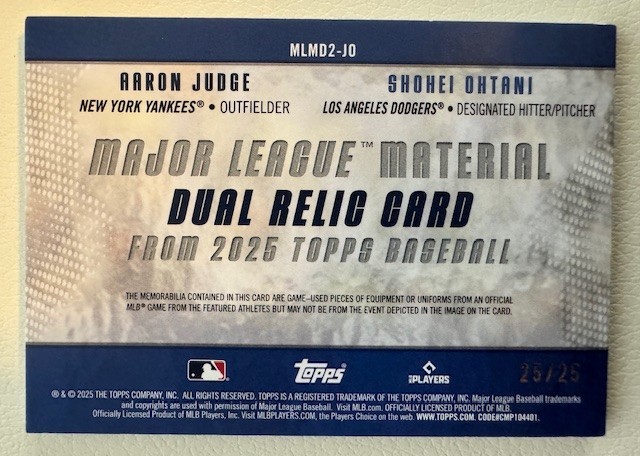 MLMD2-JO
AARON JUDGE
NEW YORK YANKEES® • OUTFIELDER
SHOHEI OHTANI
LOS ANGELES DODGERS® • DESIGNATED HITTER/PITCHER
MAJOR LEAGUE™ MATERIAL
DUAL RELIC CARD
FROM 2025 TOPPS BASEBALL
THE MEMORABILIA CONTAINED IN THIS CARD ARE GAME-USED PIECES OF EQUIPMENT OR UNIFORMS FROM AN OFFICIAL
MLB® GAME FROM THE FEATURED ATHLETES BUT MAY NOT BE FROM THE EVENT DEPICTED IN THE IMAGE ON THE CARD.
topps
MLB PLAYERS
25/25
® & © 2025 THE TOPPS COMPANY, INC. ALL RIGHTS RESERVED. TOPPS IS A REGISTERED TRADEMARK OF THE TOPPS COMPANY, INC. Major League Baseball trademarks
and copyrights are used with permission of Major League Baseball. Visit MLB.com. OFFICIALLY LICENSED PRODUCT OF MLB.
Officially Licensed Product of MLB Players, Inc. Visit MLBPLAYERS.COM, the Players Choice on the web. WWW.TOPPS.COM. CODE#CMP104401.